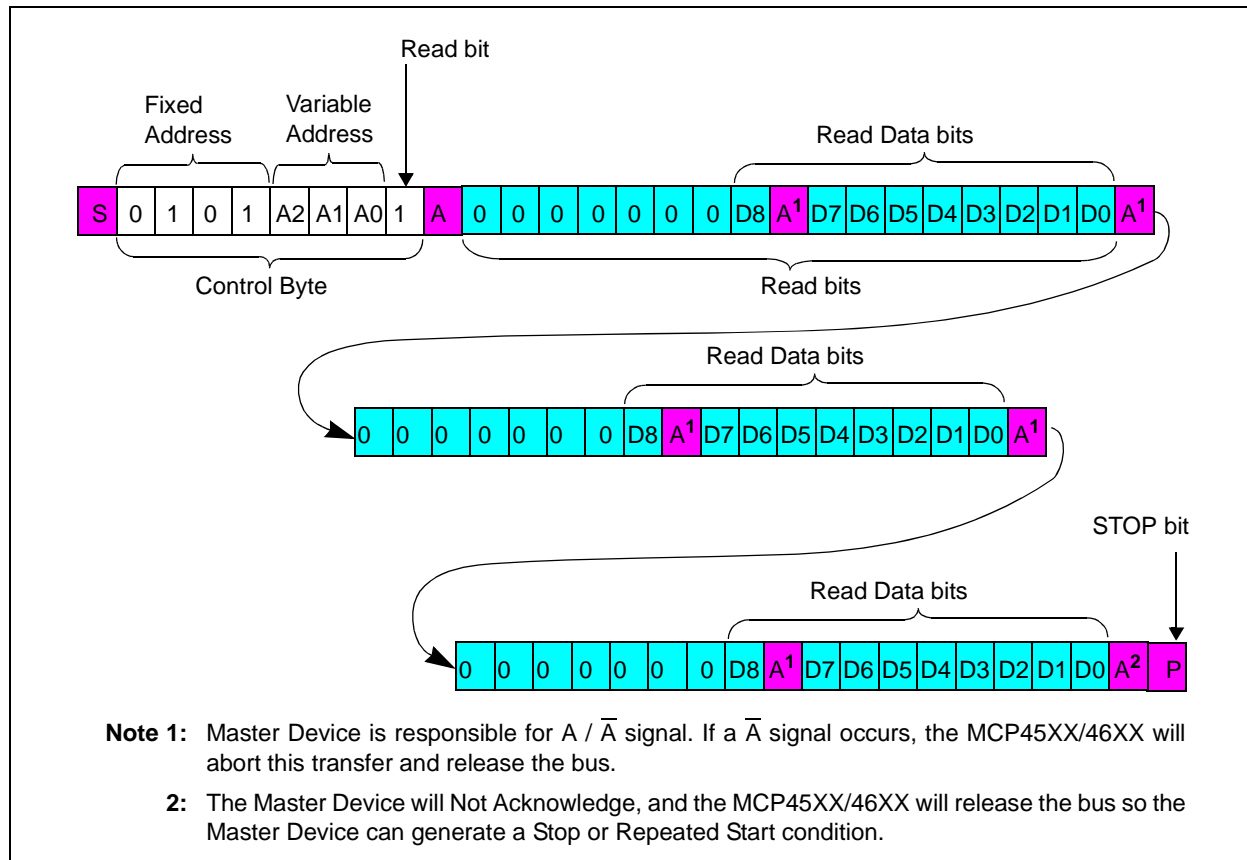 Read bit
Fixed Address
Variable Address
Read Data bits
S 0 1 0 1 A2 A1 A0 1 A 0 0 0 0 0 0 0 D8 A¹ D7 D6 D5 D4 D3 D2 D1 D0 A¹
Control Byte
Read bits
Read Data bits
0 0 0 0 0 0 0 D8 A¹ D7 D6 D5 D4 D3 D2 D1 D0 A¹
STOP bit
Read Data bits
0 0 0 0 0 0 0 D8 A¹ D7 D6 D5 D4 D3 D2 D1 D0 A² P
Note 1: Master Device is responsible for A / A̅ signal. If a A̅ signal occurs, the MCP45XX/46XX will
abort this transfer and release the bus.
2: The Master Device will Not Acknowledge, and the MCP45XX/46XX will release the bus so the
Master Device can generate a Stop or Repeated Start condition.